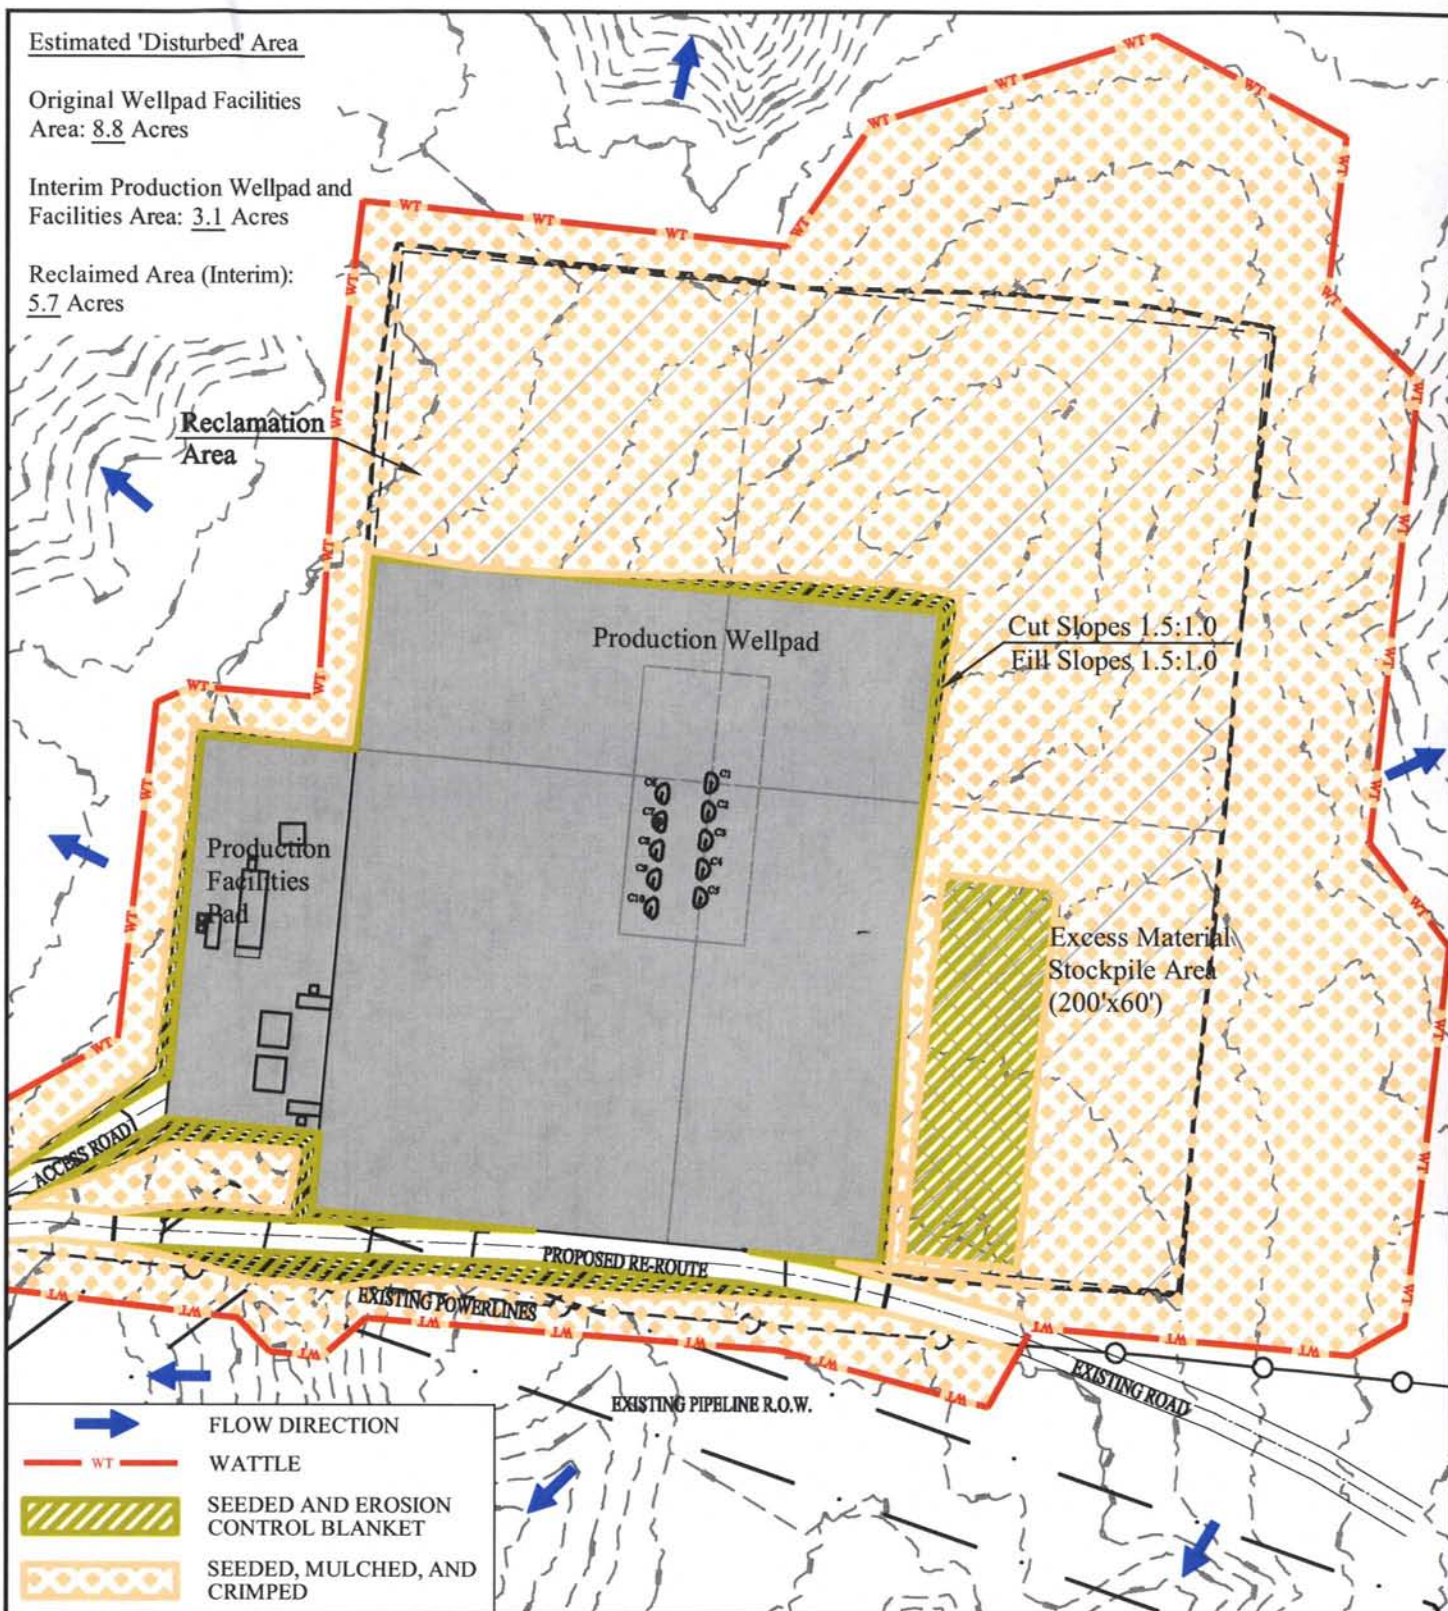 Estimated 'Disturbed' Area
Original Wellpad Facilities
Area: 8.8 Acres
Interim Production Wellpad and
Facilities Area: 3.1 Acres
Reclaimed Area (Interim):
5.7 Acres
Reclamation
Area
Production Wellpad
Cut Slopes 1.5:1.0
Fill Slopes 1.5:1.0
Production
Facilities
Pad
Excess Material
Stockpile Area
(200'x60')
ACCESS ROAD
PROPOSED RE-ROUTE
EXISTING POWERLINES
EXISTING PIPELINE R.O.W.
EXISTING ROAD
FLOW DIRECTION
WT
WATTLE
SEEDED AND EROSION
CONTROL BLANKET
SEEDED, MULCHED, AND
CRIMPED